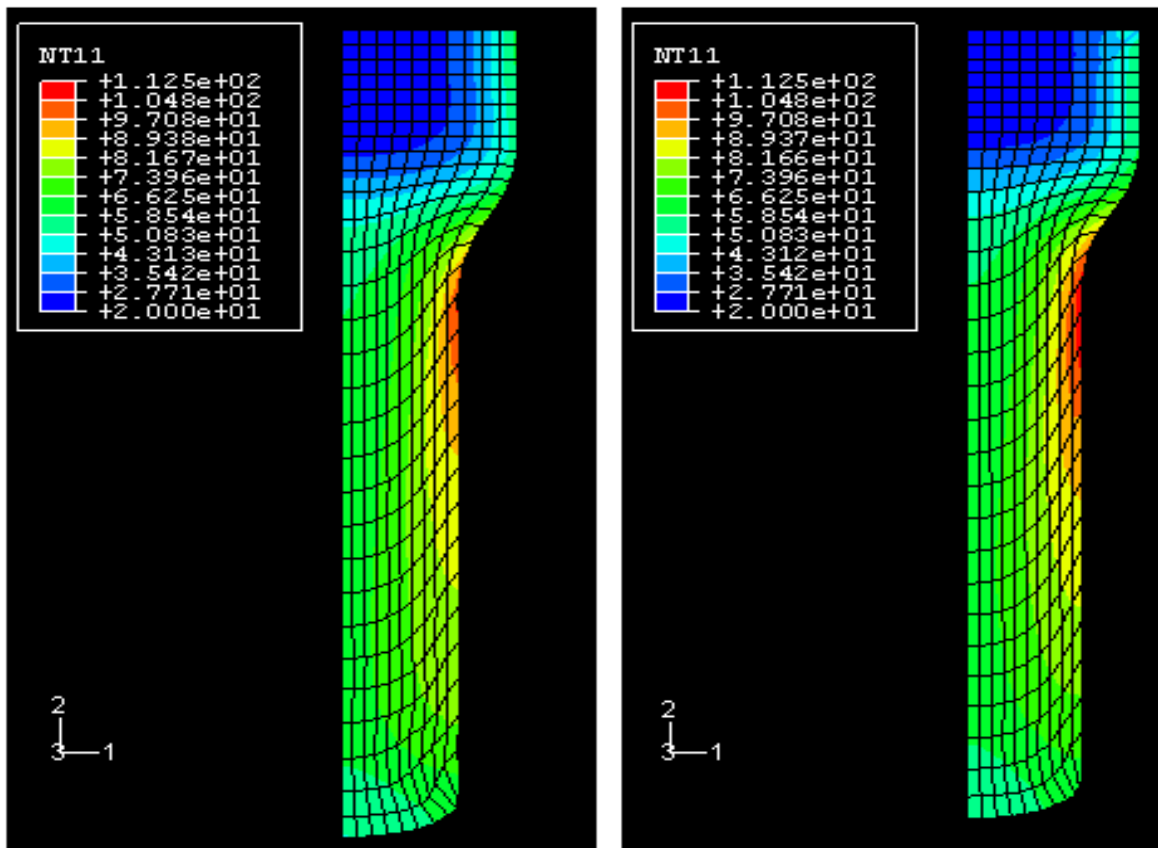 NT11
+1.125e+02
+1.048e+02
+9.708e+01
+8.938e+01
+8.167e+01
+7.396e+01
+6.625e+01
+5.854e+01
+5.083e+01
+4.313e+01
+3.542e+01
+2.771e+01
+2.000e+01
2
3 1
NT11
+1.125e+02
+1.048e+02
+9.708e+01
+8.937e+01
+8.166e+01
+7.396e+01
+6.625e+01
+5.854e+01
+5.083e+01
+4.312e+01
+3.542e+01
+2.771e+01
+2.000e+01
2
3 1